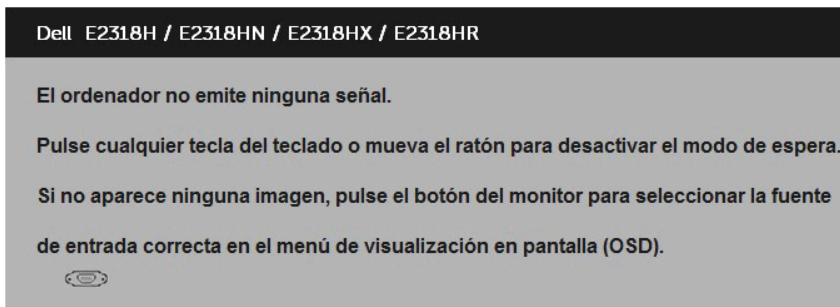 Dell E2318H / E2318HN / E2318HX / E2318HR
El ordenador no emite ninguna señal.
Pulse cualquier tecla del teclado o mueva el ratón para desactivar el modo de espera.
Si no aparece ninguna imagen, pulse el botón del monitor para seleccionar la fuente
de entrada correcta en el menú de visualización en pantalla (OSD).